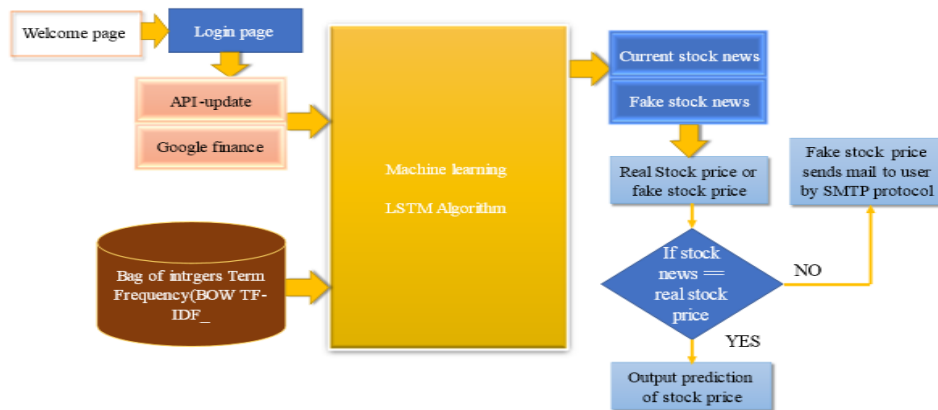 Welcome page
Login page
API-update
Google finance
Bag of intrgers Term
Frequency(BOW TF-
IDF_
Machine learning
LSTM Algorithm
Current stock news
Fake stock news
Real Stock price or
fake stock price
Fake stock price
sends mail to user
by SMTP protocol
If stock
news ==
real stock
price
NO
YES
Output prediction
of stock price